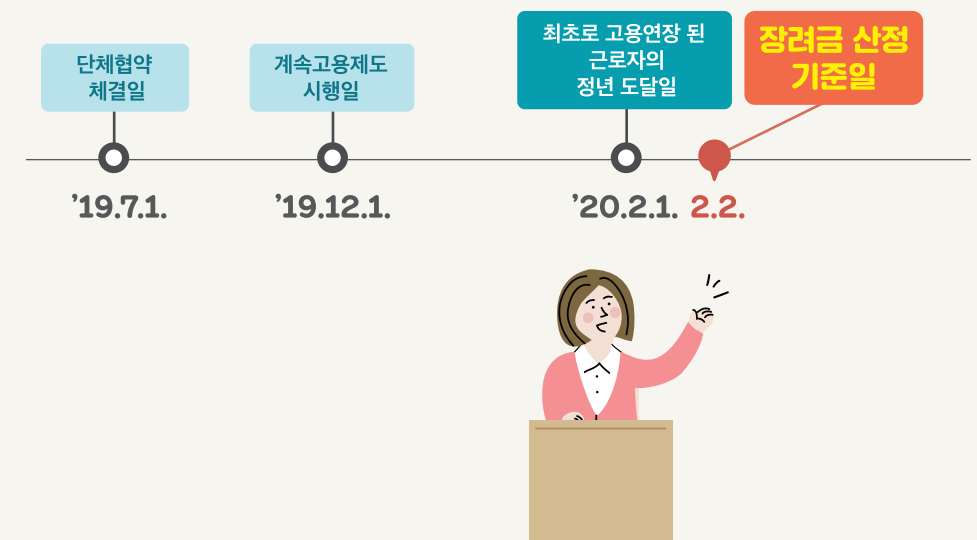 단체협약
체결일
계속고용제도
시행일
최초로 고용연장 된
근로자의
정년 도달일
장려금 산정
기준일
’19.7.1.
’19.12.1.
’20.2.1.
2.2.